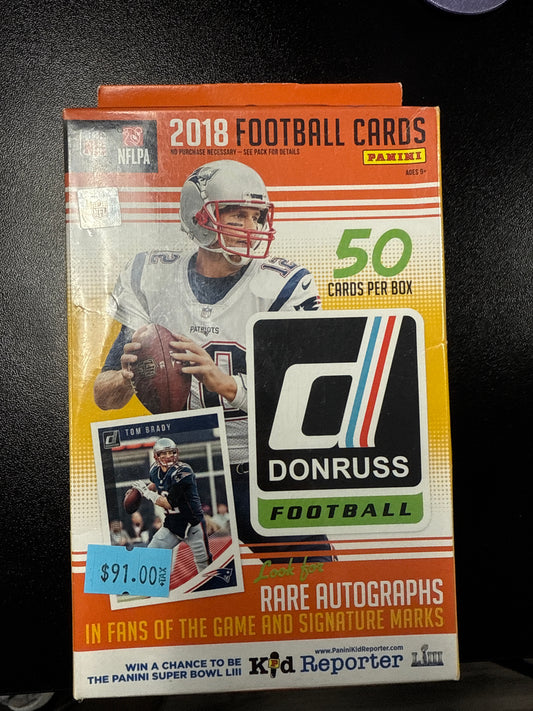 2018 FOOTBALL CARDS
NFLPA
NO PURCHASE NECESSARY – SEE PACK FOR DETAILS
PANINI
AGES 9+
50
CARDS PER BOX
12
PATRIOTS
d
DONRUSS
FOOTBALL
TOM BRADY
$91.00 +TAX
Look for
RARE AUTOGRAPHS
IN FANS OF THE GAME AND SIGNATURE MARKS
WIN A CHANCE TO BE
THE PANINI SUPER BOWL LIII
Kid Reporter
www.PaniniKidReporter.com
LIII